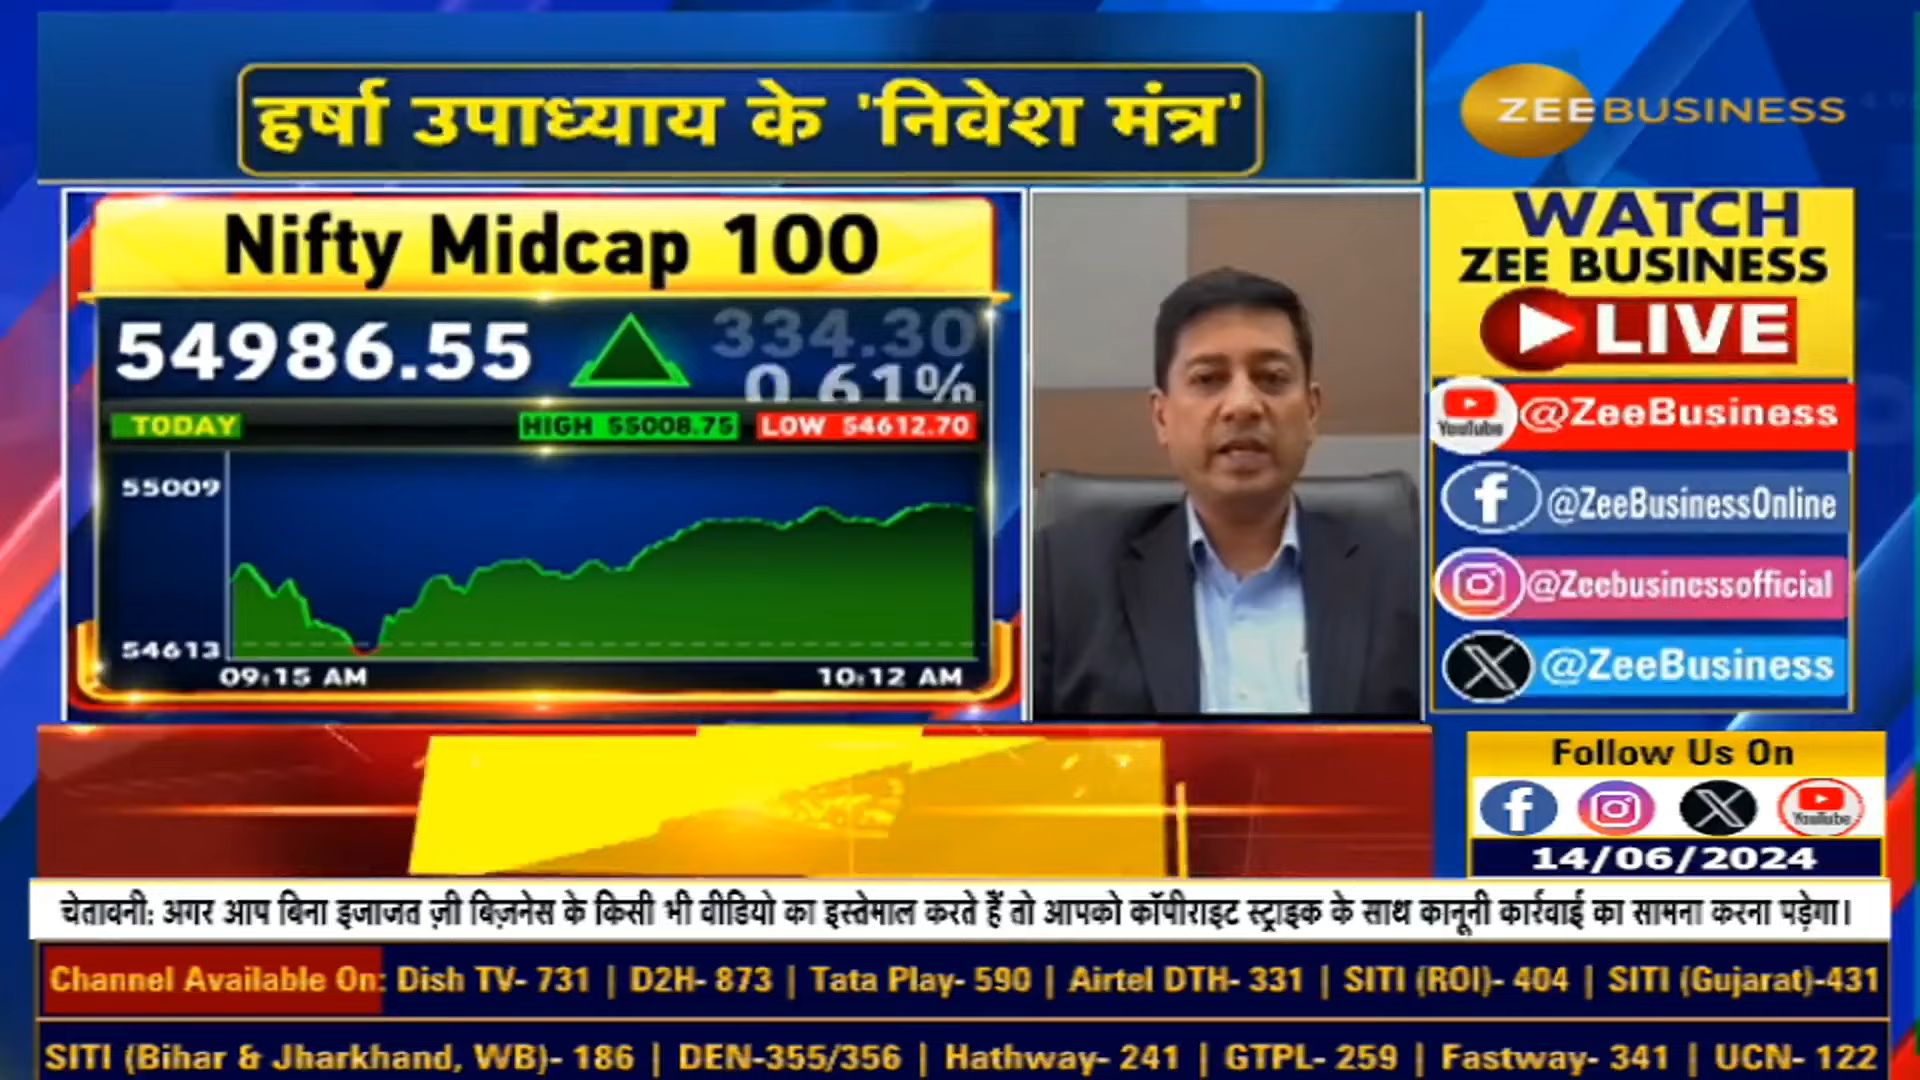 हर्षा उपाध्याय के 'निवेश मंत्र'
ZEE BUSINESS
Nifty Midcap 100
54986.55
334.30
0.61%
TODAY
HIGH 55008.75
LOW 54612.70
55009
54613
09:15 AM
10:12 AM
WATCH
ZEE BUSINESS
LIVE
YouTube
@ZeeBusiness
@ZeeBusinessOnline
@Zeebusinessofficial
@ZeeBusiness
Follow Us On
YouTube
14/06/2024
चेतावनी: अगर आप बिना इजाजत ज़ी बिज़नेस के किसी भी वीडियो का इस्तेमाल करते हैं तो आपको कॉपीराइट स्ट्राइक के साथ कानूनी कार्रवाई का सामना करना पड़ेगा।
Channel Available On: Dish TV- 731 | D2H- 873 | Tata Play- 590 | Airtel DTH- 331 | SITI (ROI)- 404 | SITI (Gujarat)-431
SITI (Bihar & Jharkhand, WB)- 186 | DEN-355/356 | Hathway- 241 | GTPL- 259 | Fastway- 341 | UCN- 122